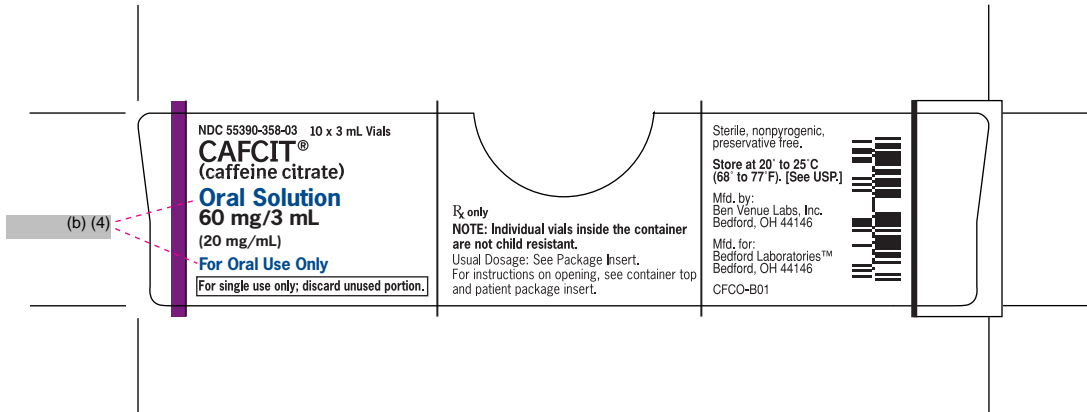 (b) (4)
NDC 55390-358-03 10 x 3 mL Vials
CAFCIT®
(caffeine citrate)
Oral Solution
60 mg/3 mL
(20 mg/mL)
For Oral Use Only
For single use only; discard unused portion.
℞ only
NOTE: Individual vials inside the container
are not child resistant.
Usual Dosage: See Package Insert.
For instructions on opening, see container top
and patient package insert.
Sterile, nonpyrogenic,
preservative free.
Store at 20˚ to 25˚C
(68˚ to 77˚F). [See USP.]
Mfd. by:
Ben Venue Labs, Inc.
Bedford, OH 44146
Mfd. for:
Bedford Laboratories™
Bedford, OH 44146
CFCO-B01